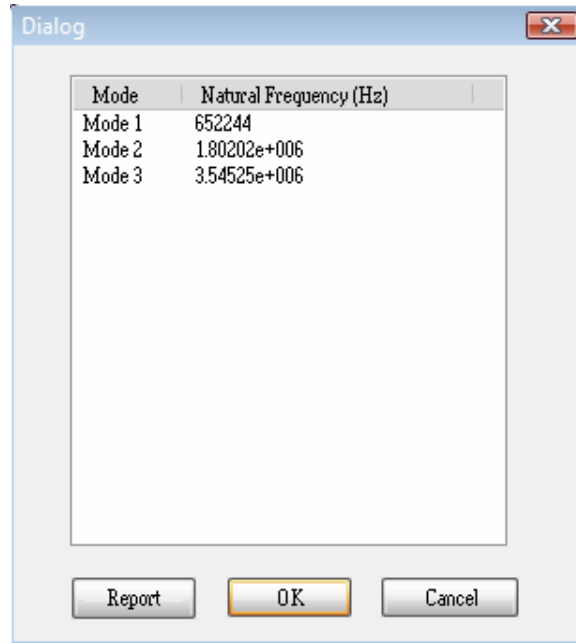 Dialog
Mode Natural Frequency (Hz)
Mode 1 652244
Mode 2 1.80202e+006
Mode 3 3.54525e+006
Report OK Cancel